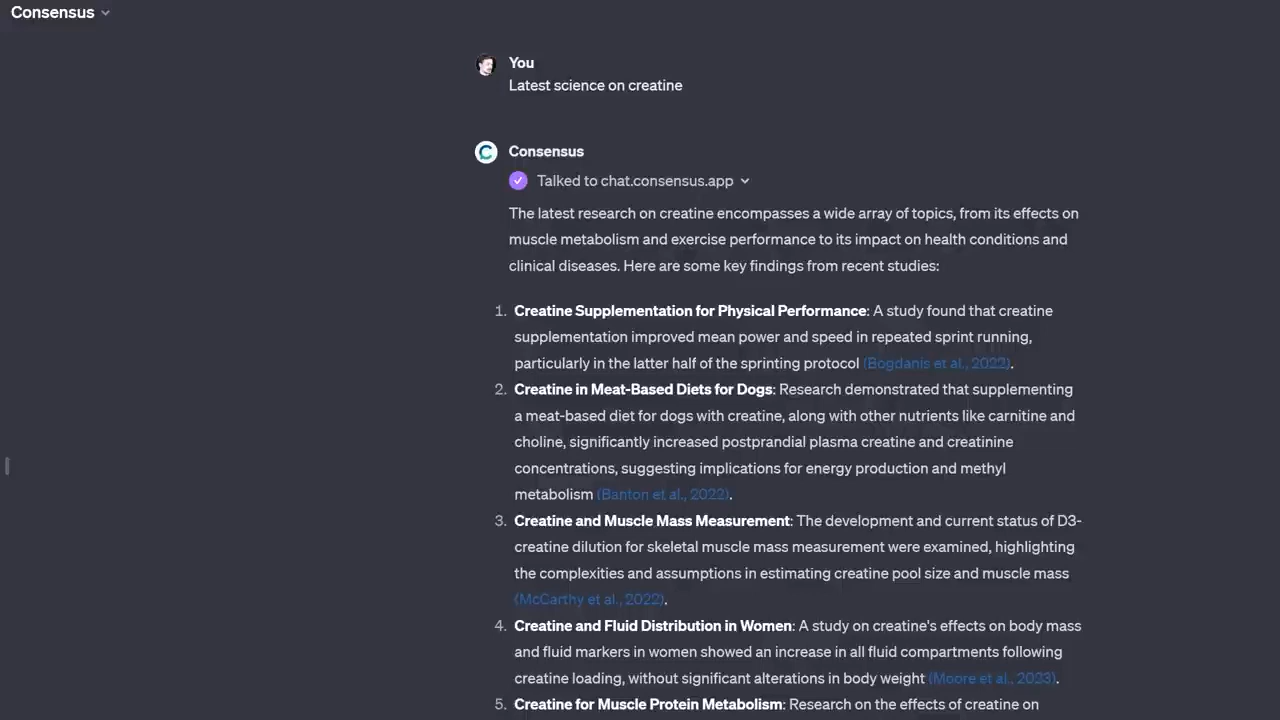 Consensus
You
Latest science on creatine
Consensus
Talked to chat.consensus.app
The latest research on creatine encompasses a wide array of topics, from its effects on
muscle metabolism and exercise performance to its impact on health conditions and
clinical diseases. Here are some key findings from recent studies:
1. Creatine Supplementation for Physical Performance: A study found that creatine
supplementation improved mean power and speed in repeated sprint running,
particularly in the latter half of the sprinting protocol (Bogdanis et al., 2022).
2. Creatine in Meat-Based Diets for Dogs: Research demonstrated that supplementing
a meat-based diet for dogs with creatine, along with other nutrients like carnitine and
choline, significantly increased postprandial plasma creatine and creatinine
concentrations, suggesting implications for energy production and methyl
metabolism (Banton et al., 2022).
3. Creatine and Muscle Mass Measurement: The development and current status of D3-
creatine dilution for skeletal muscle mass measurement were examined, highlighting
the complexities and assumptions in estimating creatine pool size and muscle mass
(McCarthy et al., 2022).
4. Creatine and Fluid Distribution in Women: A study on creatine's effects on body mass
and fluid markers in women showed an increase in all fluid compartments following
creatine loading, without significant alterations in body weight (Moore et al., 2023).
5. Creatine for Muscle Protein Metabolism: Research on the effects of creatine on